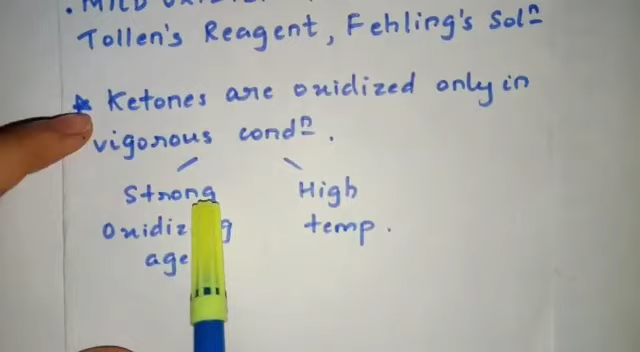 Tollen's Reagent, Fehling's Solⁿ
* Ketones are oxidized only in
vigorous condⁿ.
Strong High
temp.